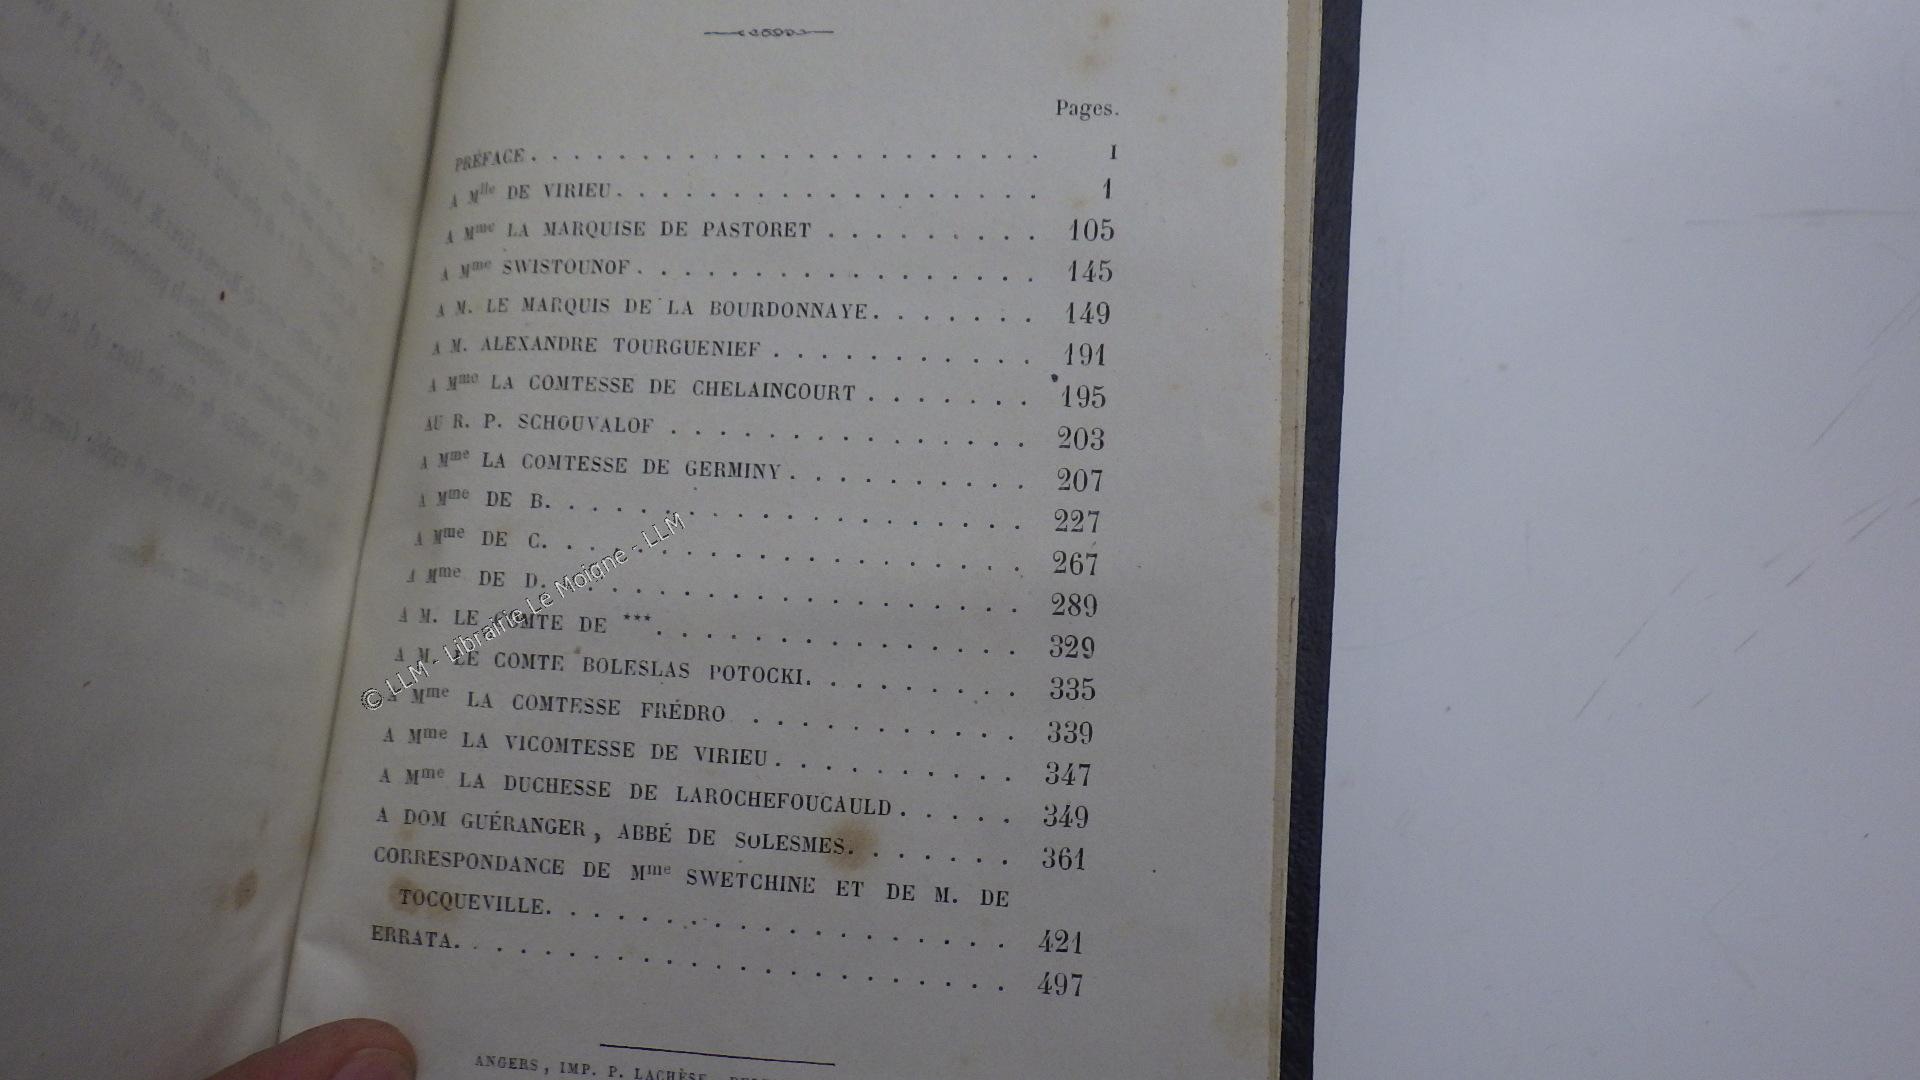 Pages.
PRÉFACE. . . . . . . . . . . . . . . . . . . I
A Mlle DE VIRIEU. . . . . . . . . . . . . . . . 1
A Mme LA MARQUISE DE PASTORET . . . . . . . . . 105
A Mme SWISTOUNOF. . . . . . . . . . . . . . . . 145
A M. LE MARQUIS DE LA BOURDONNAYE. . . . . . . 149
A M. ALEXANDRE TOURGUENIEF . . . . . . . . . . . 191
A Mme LA COMTESSE DE CHELAINCOURT . . . . . . . 195
AU R. P. SCHOUVALOF . . . . . . . . . . . . . . 203
A Mme LA COMTESSE DE GERMINY. . . . . . . . . . 207
A Mme DE B. . . . . . . . . . . . . . . . . . . 227
A Mme DE C. . . . . . . . . . . . . . . . . . . 267
A Mme DE D. . . . . . . . . . . . . . . . . . . 289
A M. LE COMTE DE ***. . . . . . . . . . . . . . 329
A M. LE COMTE BOLESLAS POTOCKI. . . . . . . . . 335
A Mme LA COMTESSE FRÉDRO . . . . . . . . . . . 339
A Mme LA VICOMTESSE DE VIRIEU. . . . . . . . . . 347
A Mme LA DUCHESSE DE LAROCHEFOUCAULD. . . . . . 349
A DOM GUÉRANGER, ABBÉ DE SOLESMES. . . . . . . 361
CORRESPONDANCE DE Mme SWETCHINE ET DE M. DE
TOCQUEVILLE. . . . . . . . . . . . . . . . . . 421
ERRATA. . . . . . . . . . . . . . . . . . . . . 497
ANGERS, IMP. P. LACHÈSE
© LLM - Librairie Le Moigne - LLM